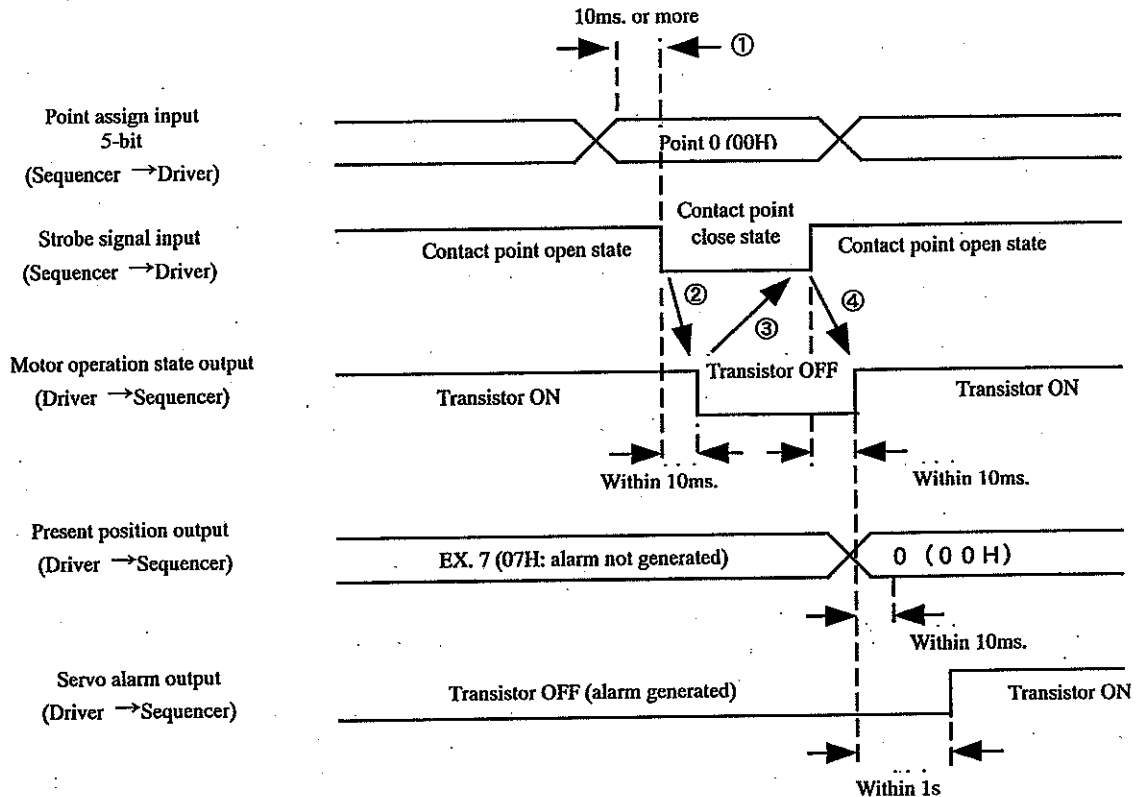 10ms. or more
①
Point assign input
5-bit
(Sequencer →Driver)
Point 0 (00H)
Strobe signal input
(Sequencer →Driver)
Contact point open state
Contact point
close state
Contact point open state
②
③
④
Motor operation state output
(Driver →Sequencer)
Transistor ON
Transistor OFF
Transistor ON
Within 10ms.
Within 10ms.
Present position output
(Driver →Sequencer)
EX. 7 (07H: alarm not generated)
0 (00H)
Within 10ms.
Servo alarm output
(Driver →Sequencer)
Transistor OFF (alarm generated)
Transistor ON
Within 1s